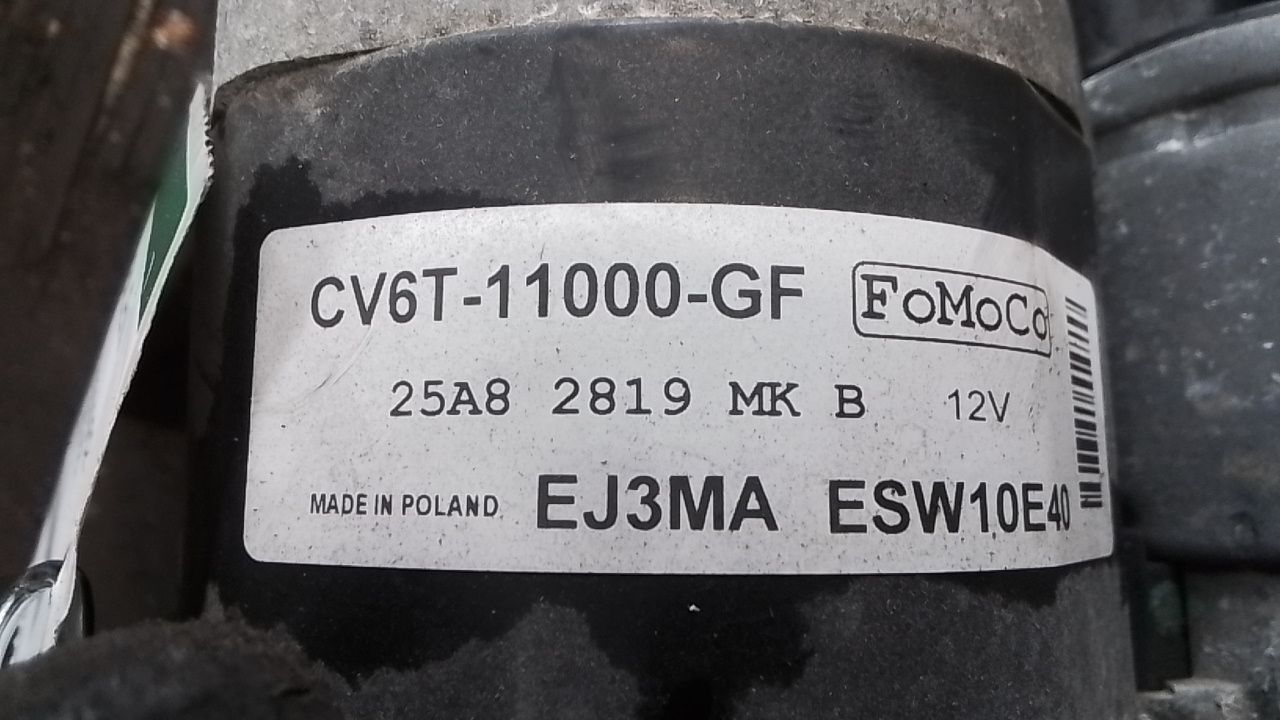 CV6T-11000-GF FoMoCo
25A8 2819 MK B 12V
MADE IN POLAND EJ3MA ESW10E40